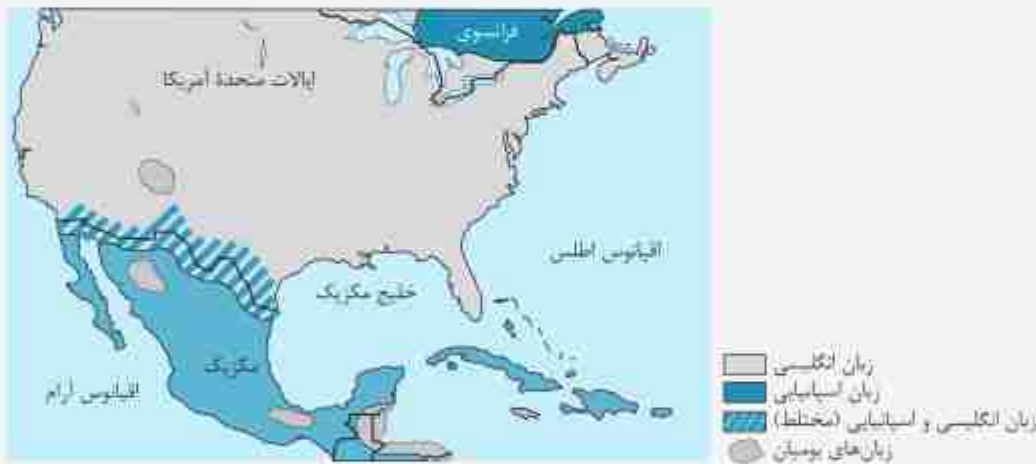 فرانسوی
ایالات متحدهٔ آمریکا
اقیانوس اطلس
خلیج مکزیک
مکزیک
اقیانوس آرام
زبان انگلیسی
زبان اسپانیایی
زبان انگلیسی و اسپانیایی (مختلط)
زبان‌های بومیان